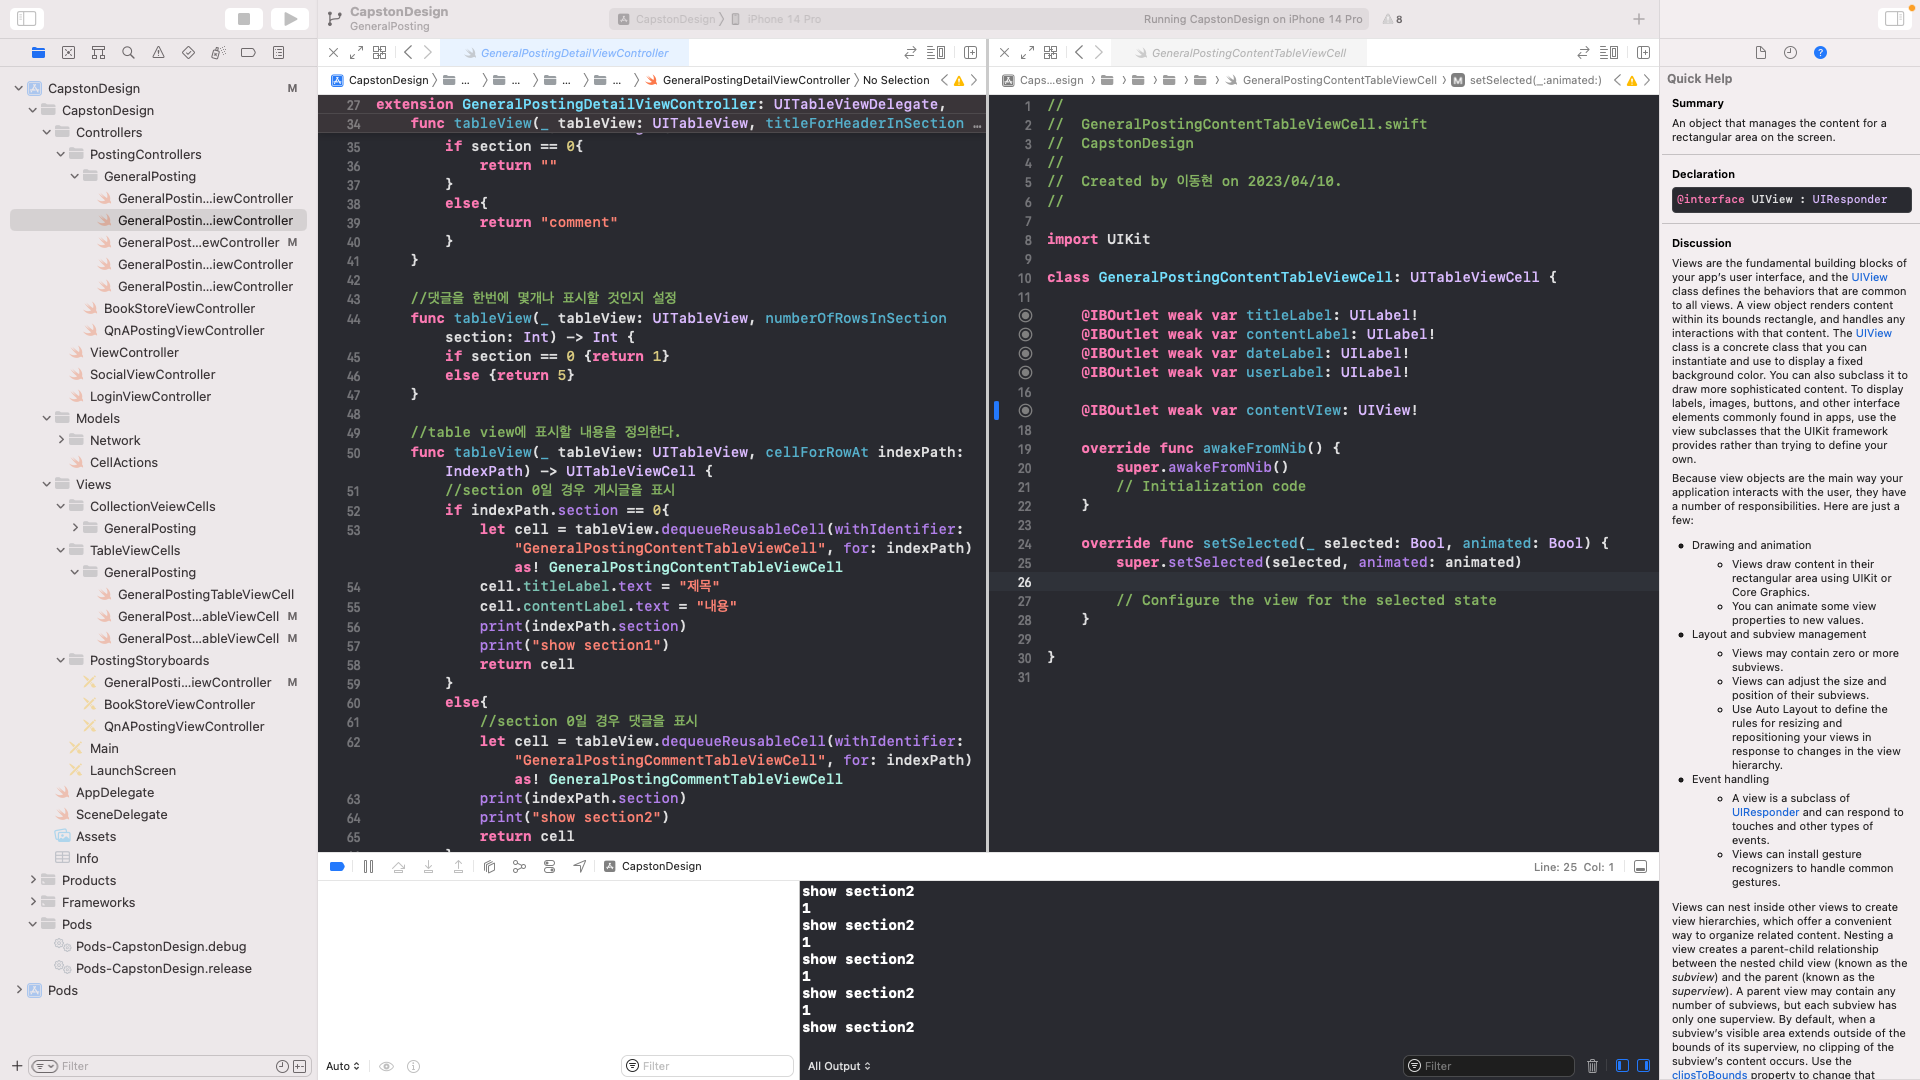 CapstonDesign
GeneralPosting
CapstonDesign
iPhone 14 Pro
Running CapstonDesign on iPhone 14 Pro
8
CapstonDesign M
CapstonDesign
Controllers
PostingControllers
GeneralPosting
GeneralPostin...iewController
GeneralPostin...iewController
GeneralPost...ewController M
GeneralPostin...iewController
GeneralPostin...iewController
BookStoreViewController
QnAPostingViewController
ViewController
SocialViewController
LoginViewController
Models
Network
CellActions
Views
CollectionVeiewCells
GeneralPosting
TableViewCells
GeneralPosting
GeneralPostingTableViewCell
GeneralPost...ableViewCell M
GeneralPost...ableViewCell M
PostingStoryboards
GeneralPosti...iewController M
BookStoreViewController
QnAPostingViewController
Main
LaunchScreen
AppDelegate
SceneDelegate
Assets
Info
Products
Frameworks
Pods
Pods-CapstonDesign.debug
Pods-CapstonDesign.release
Pods
Filter
GeneralPostingDetailViewController
CapstonDesign ... ... ... ... GeneralPostingDetailViewController No Selection
27 extension GeneralPostingDetailViewController: UITableViewDelegate,
34 func tableView(_ tableView: UITableView, titleForHeaderInSection ...
35 if section == 0{
36 return ""
37 }
38 else{
39 return "comment"
40 }
41 }
42
43 //댓글을 한번에 몇개나 표시할 것인지 설정
44 func tableView(_ tableView: UITableView, numberOfRowsInSection
section: Int) -> Int {
45 if section == 0 {return 1}
46 else {return 5}
47 }
48
49 //table view에 표시할 내용을 정의한다.
50 func tableView(_ tableView: UITableView, cellForRowAt indexPath:
IndexPath) -> UITableViewCell {
51 //section 0일 경우 게시글을 표시
52 if indexPath.section == 0{
53 let cell = tableView.dequeueReusableCell(withIdentifier:
"GeneralPostingContentTableViewCell", for: indexPath)
as! GeneralPostingContentTableViewCell
54 cell.titleLabel.text = "제목"
55 cell.contentLabel.text = "내용"
56 print(indexPath.section)
57 print("show section1")
58 return cell
59 }
60 else{
61 //section 0일 경우 댓글을 표시
62 let cell = tableView.dequeueReusableCell(withIdentifier:
"GeneralPostingCommentTableViewCell", for: indexPath)
as! GeneralPostingCommentTableViewCell
63 print(indexPath.section)
64 print("show section2")
65 return cell
GeneralPostingContentTableViewCell
Caps...esign GeneralPostingContentTableViewCell M setSelected(_:animated:)
1 //
2 // GeneralPostingContentTableViewCell.swift
3 // CapstonDesign
4 //
5 // Created by 이동현 on 2023/04/10.
6 //
7
8 import UIKit
9
10 class GeneralPostingContentTableViewCell: UITableViewCell {
11
@IBOutlet weak var titleLabel: UILabel!
@IBOutlet weak var contentLabel: UILabel!
@IBOutlet weak var dateLabel: UILabel!
@IBOutlet weak var userLabel: UILabel!
16
@IBOutlet weak var contentVIew: UIView!
18
19 override func awakeFromNib() {
20 super.awakeFromNib()
21 // Initialization code
22 }
23
24 override func setSelected(_ selected: Bool, animated: Bool) {
25 super.setSelected(selected, animated: animated)
26
27 // Configure the view for the selected state
28 }
29
30 }
31
CapstonDesign
Line: 25 Col: 1
show section2
1
show section2
1
show section2
1
show section2
1
show section2
Auto
Filter
All Output
Filter
Quick Help
Summary
An object that manages the content for a
rectangular area on the screen.
Declaration
@interface UIView : UIResponder
Discussion
Views are the fundamental building blocks of
your app's user interface, and the UIView
class defines the behaviors that are common
to all views. A view object renders content
within its bounds rectangle, and handles any
interactions with that content. The UIView
class is a concrete class that you can
instantiate and use to display a fixed
background color. You can also subclass it to
draw more sophisticated content. To display
labels, images, buttons, and other interface
elements commonly found in apps, use the
view subclasses that the UIKit framework
provides rather than trying to define your
own.
Because view objects are the main way your
application interacts with the user, they have
a number of responsibilities. Here are just a
few:
• Drawing and animation
Views draw content in their
rectangular area using UIKit or
Core Graphics.
You can animate some view
properties to new values.
• Layout and subview management
Views may contain zero or more
subviews.
Views can adjust the size and
position of their subviews.
Use Auto Layout to define the
rules for resizing and
repositioning your views in
response to changes in the view
hierarchy.
• Event handling
A view is a subclass of
UIResponder and can respond to
touches and other types of
events.
Views can install gesture
recognizers to handle common
gestures.
Views can nest inside other views to create
view hierarchies, which offer a convenient
way to organize related content. Nesting a
view creates a parent-child relationship
between the nested child view (known as the
subview) and the parent (known as the
superview). A parent view may contain any
number of subviews, but each subview has
only one superview. By default, when a
subview's visible area extends outside of the
bounds of its superview, no clipping of the
subview's content occurs. Use the
clipsToBounds property to change that